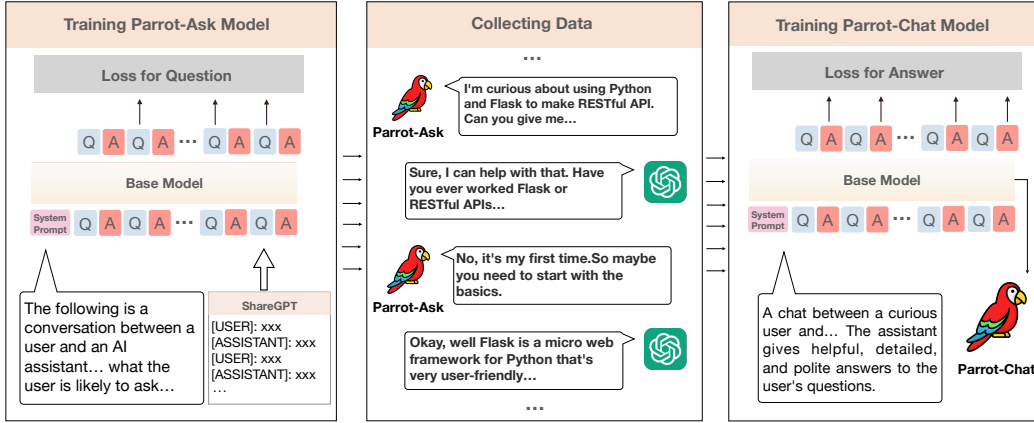 Training Parrot-Ask Model
Loss for Question
Q A Q A ... Q A Q A
Base Model
System
Prompt
Q A Q A ... Q A Q A
The following is a
conversation between a
user and an AI
assistant… what the
user is likely to ask…
ShareGPT
[USER]: xxx
[ASSISTANT]: xxx
[USER]: xxx
[ASSISTANT]: xxx
…
Collecting Data
...
I'm curious about using Python
and Flask to make RESTful API.
Can you give me…
Parrot-Ask
Sure, I can help with that. Have
you ever worked Flask or
RESTful APIs…
No, it's my first time.So maybe
you need to start with the
basics.
Parrot-Ask
Okay, well Flask is a micro web
framework for Python that's
very user-friendly…
...
Training Parrot-Chat Model
Loss for Answer
Q A Q A ... Q A Q A
Base Model
System
Prompt
Q A Q A ... Q A Q A
A chat between a curious
user and… The assistant
gives helpful, detailed,
and polite answers to the
user's questions.
Parrot-Chat